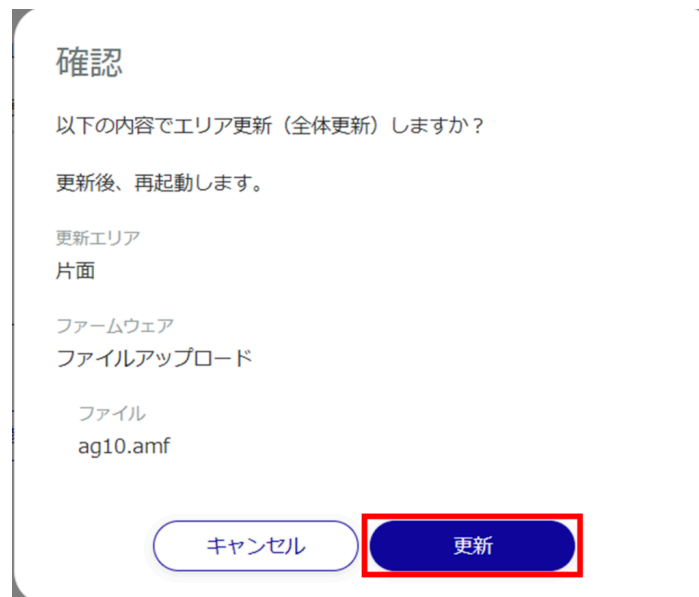 確認
以下の内容でエリア更新（全体更新）しますか？
更新後、再起動します。
更新エリア
片面
ファームウェア
ファイルアップロード
ファイル
ag10.amf
キャンセル
更新